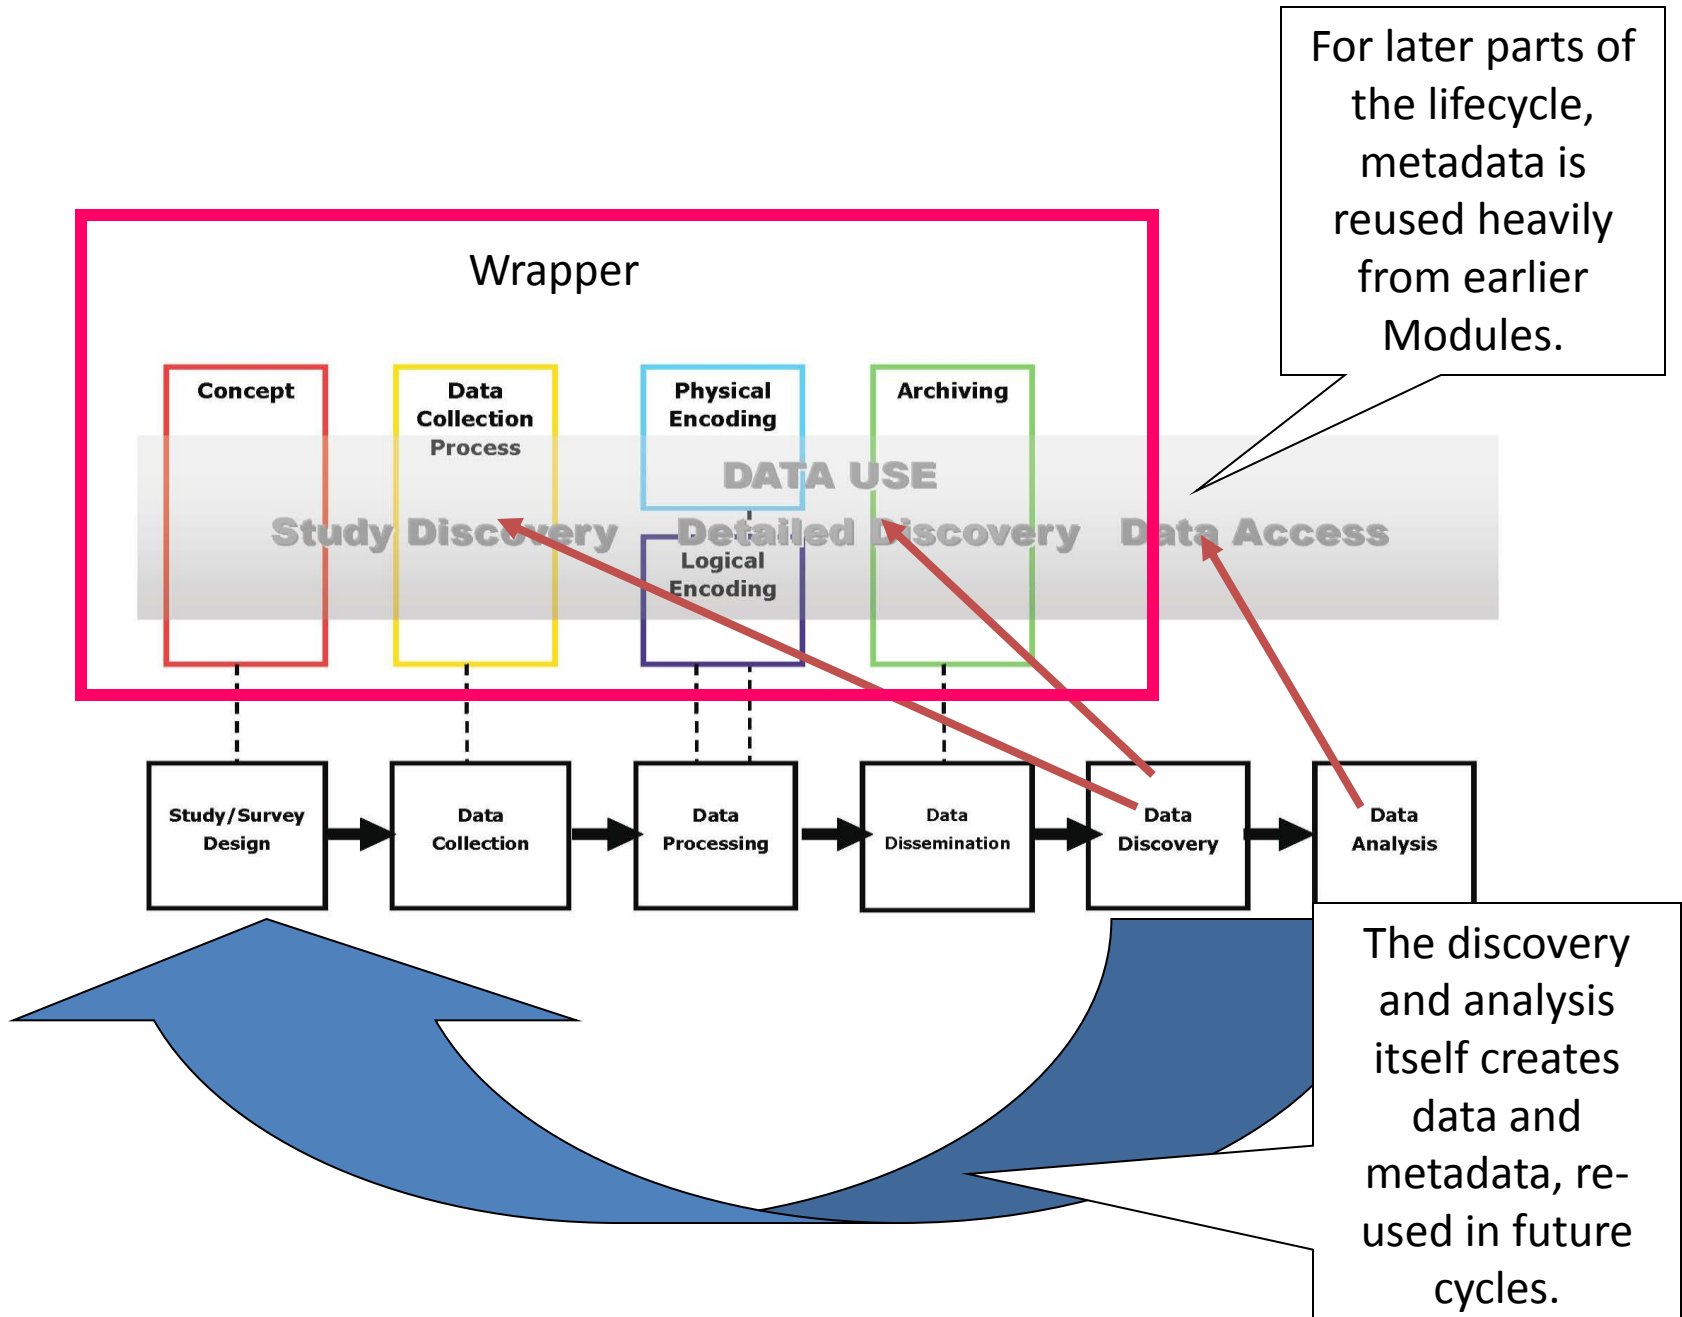 For later parts of
the lifecycle,
metadata is
reused heavily
from earlier
Modules.
Wrapper
Concept
Data
Collection
Process
Physical
Encoding
Archiving
DATA USE
Study Discovery
Detailed Discovery
Data Access
Logical
Encoding
Study/Survey
Design
Data
Collection
Data
Processing
Data
Dissemination
Data
Discovery
Data
Analysis
The discovery
and analysis
itself creates
data and
metadata, re-
used in future
cycles.